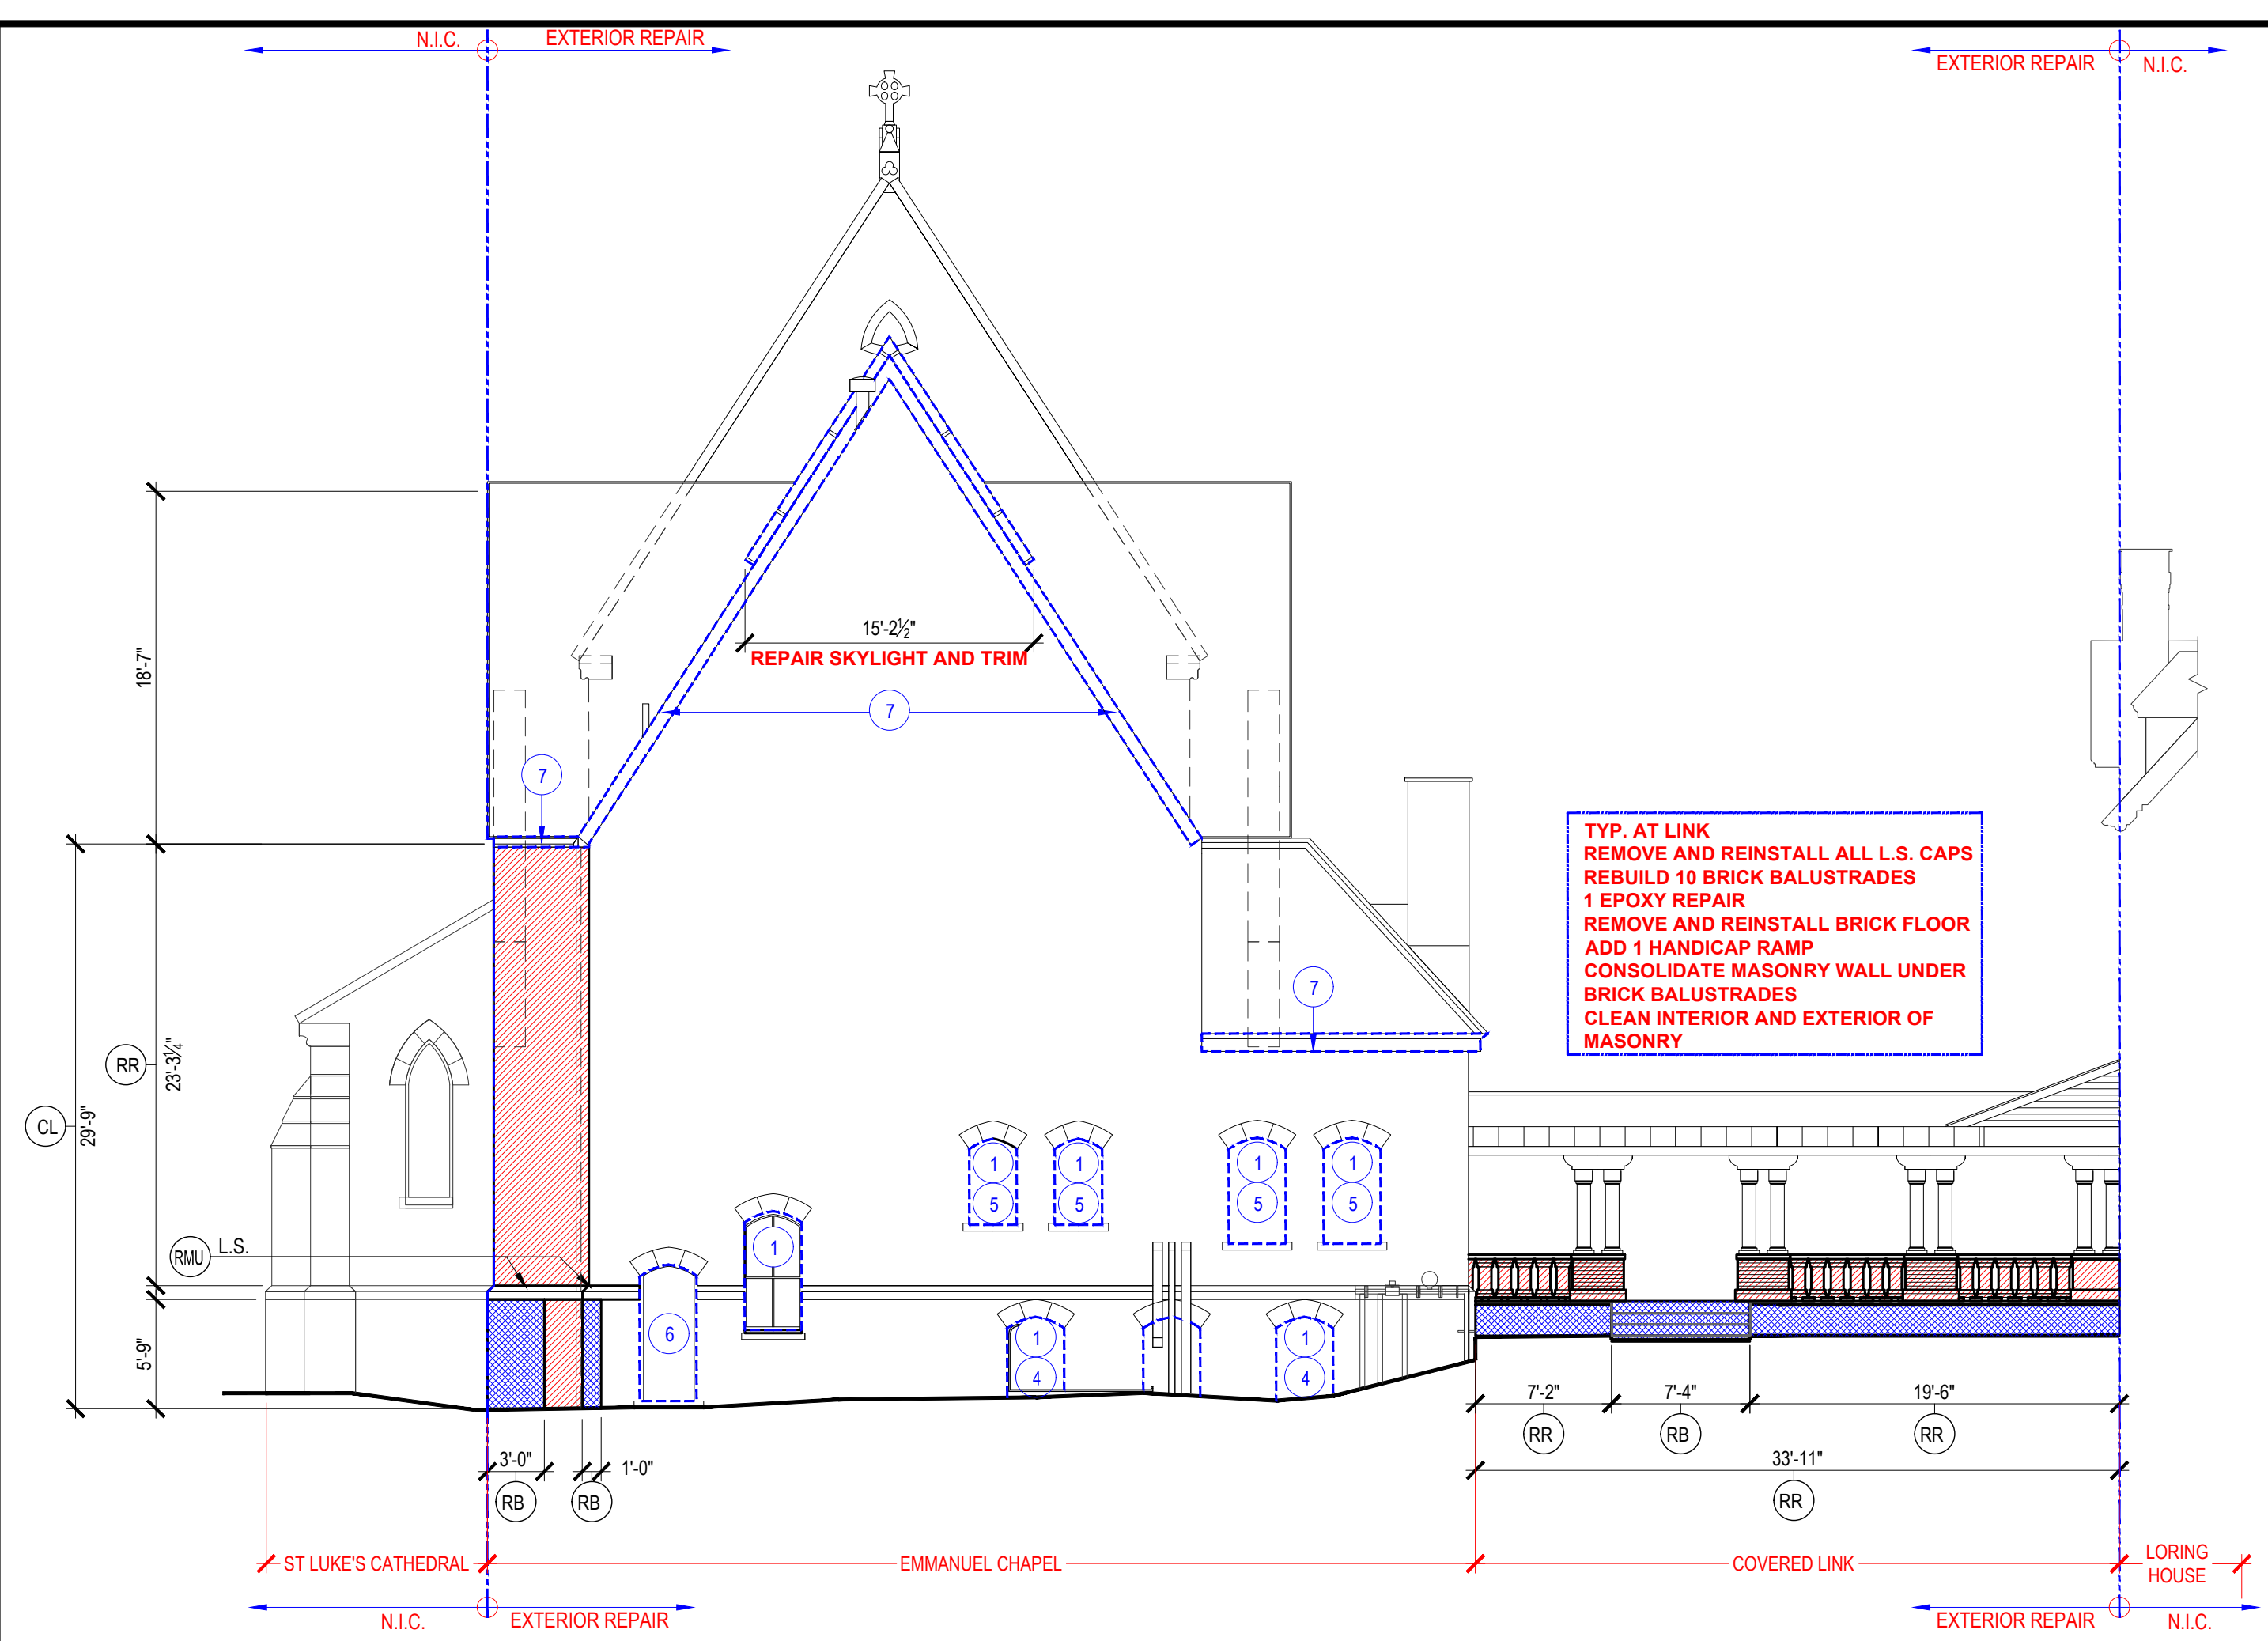 N.I.C.
EXTERIOR REPAIR
EXTERIOR REPAIR
N.I.C.
18'-7"
15'-2½"
REPAIR SKYLIGHT AND TRIM
7
7
7
TYP. AT LINK
REMOVE AND REINSTALL ALL L.S. CAPS
REBUILD 10 BRICK BALUSTRADES
1 EPOXY REPAIR
REMOVE AND REINSTALL BRICK FLOOR
ADD 1 HANDICAP RAMP
CONSOLIDATE MASONRY WALL UNDER
BRICK BALUSTRADES
CLEAN INTERIOR AND EXTERIOR OF
MASONRY
RR
23'-3¼"
CL
29'-9"
1
5
1
5
1
5
1
5
RMU
L.S.
1
6
1
4
1
4
5'-9"
7'-2"
7'-4"
19'-6"
RR
RB
RR
3'-0"
1'-0"
RB
RB
33'-11"
RR
ST LUKE'S CATHEDRAL
EMMANUEL CHAPEL
COVERED LINK
LORING
HOUSE
N.I.C.
EXTERIOR REPAIR
EXTERIOR REPAIR
N.I.C.